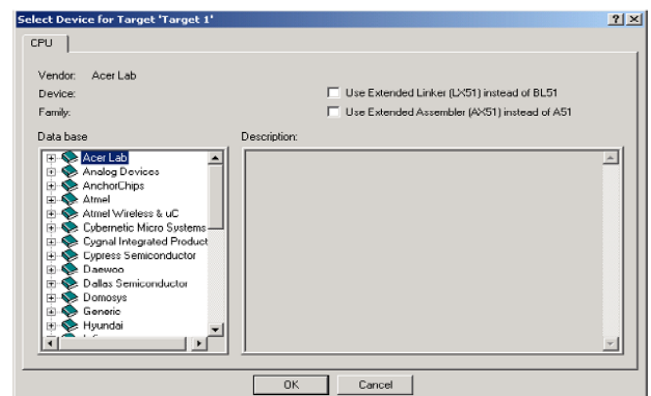 Select Device for Target 'Target 1'
CPU
Vendor: Acer Lab
Device:
Use Extended Linker (LX51) instead of BL51
Family:
Use Extended Assembler (AX51) instead of A51
Data base
Description:
Acer Lab
Analog Devices
AnchorChips
Atmel
Atmel Wireless & uC
Cybernetic Micro Systems
Cygnal Integrated Product
Cypress Semiconductor
Daewoo
Dallas Semiconductor
Domosys
Generic
Hyundai
OK
Cancel